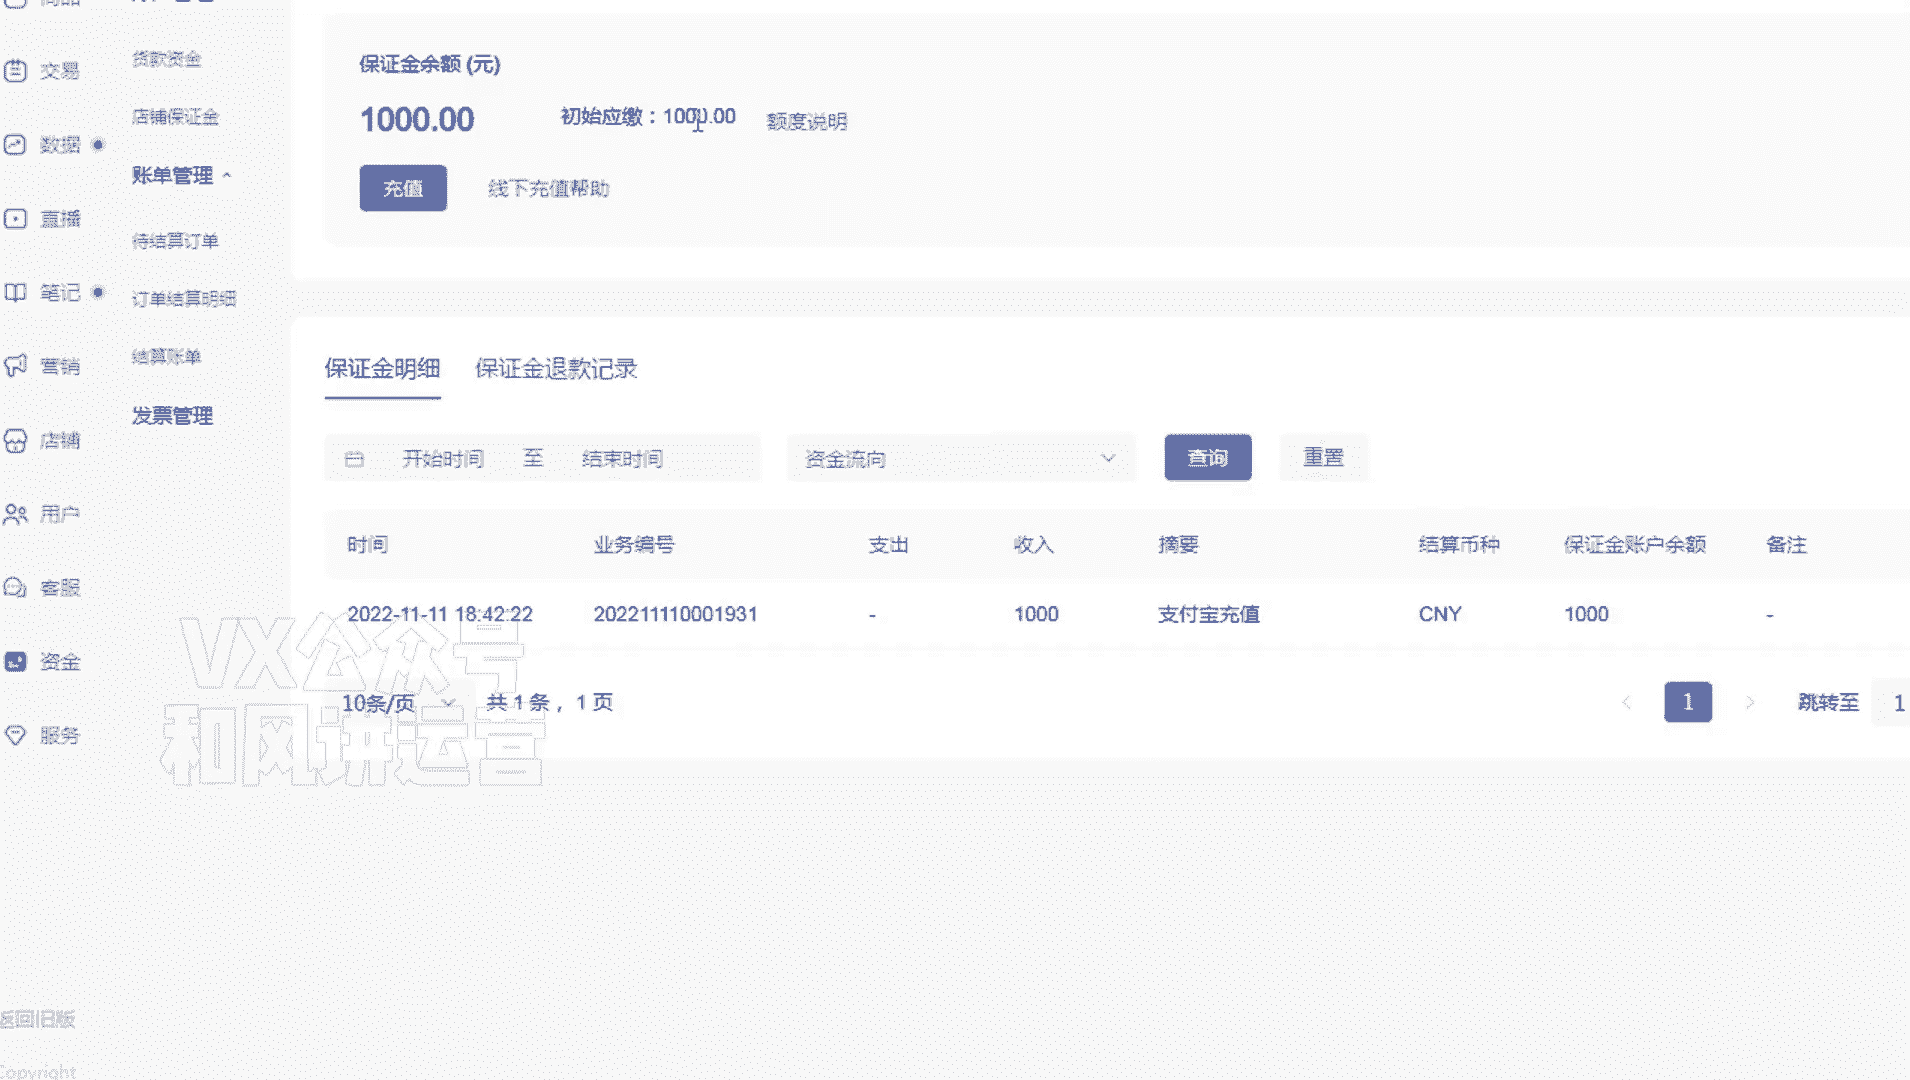 交易
数据
直播
笔记
营销
店铺
用户
客服
资金
服务
返回旧版
Copyright
货款资金
店铺保证金
账单管理
待结算订单
订单结算明细
结算账单
发票管理
保证金余额 (元)
1000.00 初始应缴：1000.00 额度说明
充值 线下充值帮助
保证金明细 保证金退款记录
开始时间 至 结束时间 资金流向 查询 重置
时间 业务编号 支出 收入 摘要 结算币种 保证金账户余额 备注
2022-11-11 18:42:22 202211110001931 - 1000 支付宝充值 CNY 1000 -
10条/页 共 1 条， 1 页 1 跳转至 1
VX公众号
和风讲运营